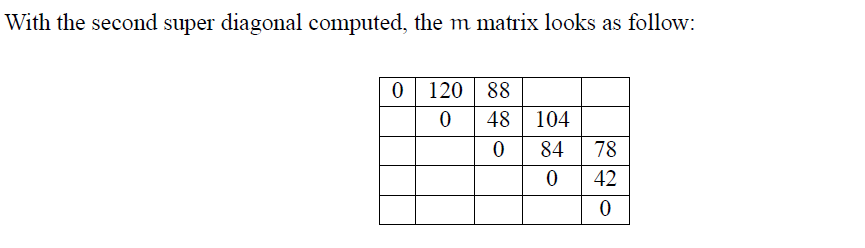 With the second super diagonal computed, the m matrix looks as follow:
0 120 88
0 48 104
0 84 78
0 42
0